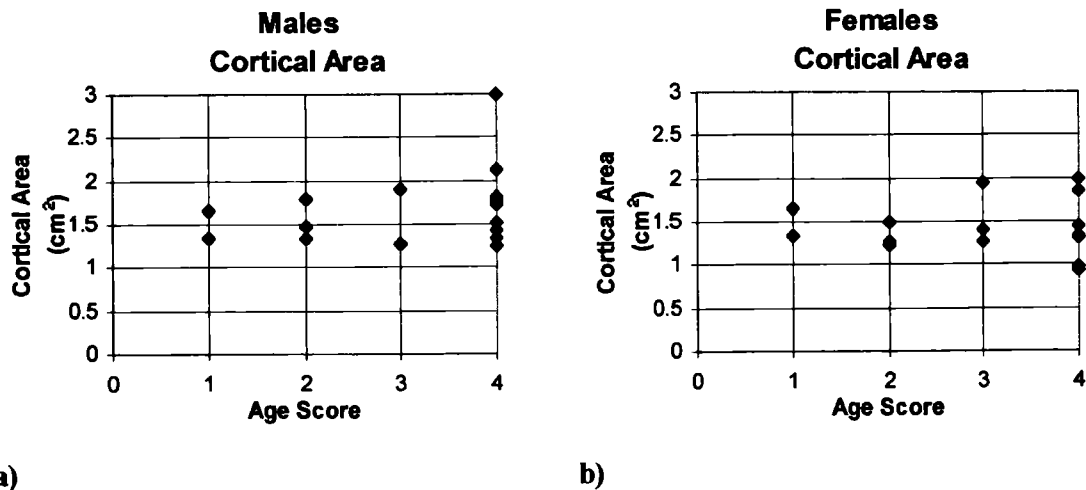 Males
Cortical Area
3
2.5
2
1.5
1
0.5
0
Cortical Area
(cm²)
0 1 2 3 4
Age Score
a)
Females
Cortical Area
3
2.5
2
1.5
1
0.5
0
Cortical Area
(cm²)
0 1 2 3 4
Age Score
b)